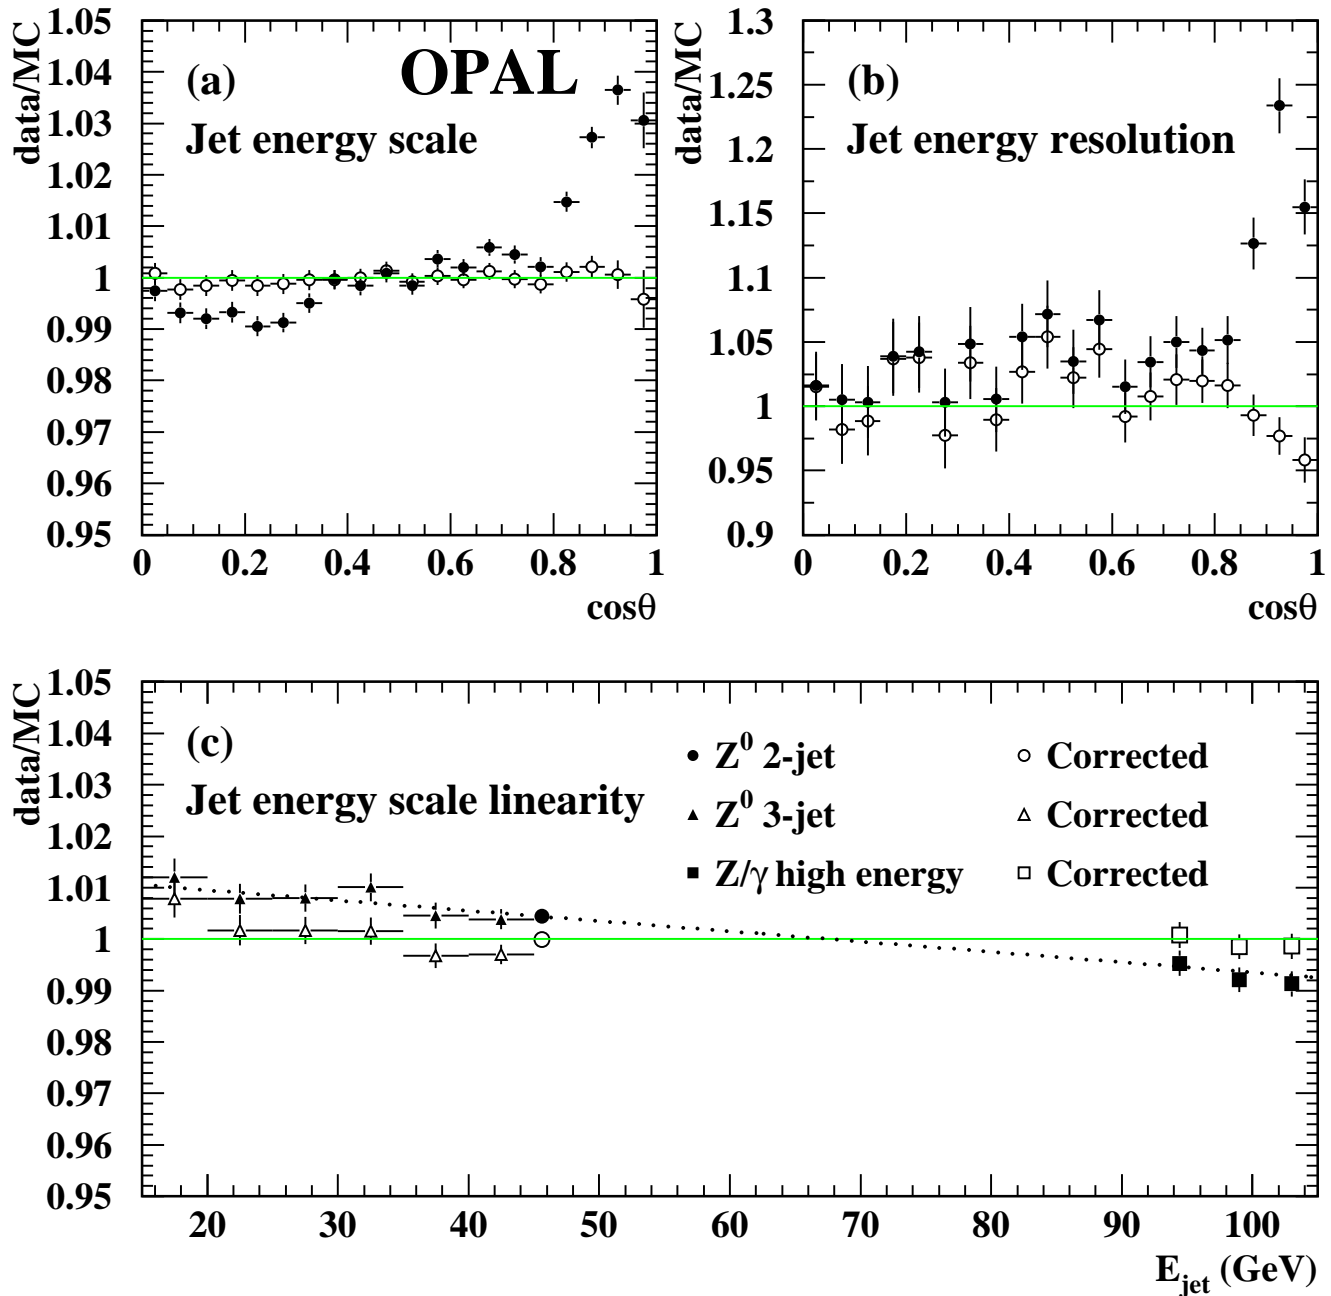 data/MC
1.05
1.04
1.03
1.02
1.01
1
0.99
0.98
0.97
0.96
0.95
(a)
OPAL
Jet energy scale
0 0.2 0.4 0.6 0.8 1
cosθ
data/MC
1.3
1.25
1.2
1.15
1.10
1.05
1
0.95
0.9
(b)
Jet energy resolution
0 0.2 0.4 0.6 0.8 1
cosθ
data/MC
1.05
1.04
1.03
1.02
1.01
1
0.99
0.98
0.97
0.96
0.95
(c)
Jet energy scale linearity
Z⁰ 2-jet Corrected
Z⁰ 3-jet Corrected
Z/γ high energy Corrected
20 30 40 50 60 70 80 90 100
E_jet (GeV)